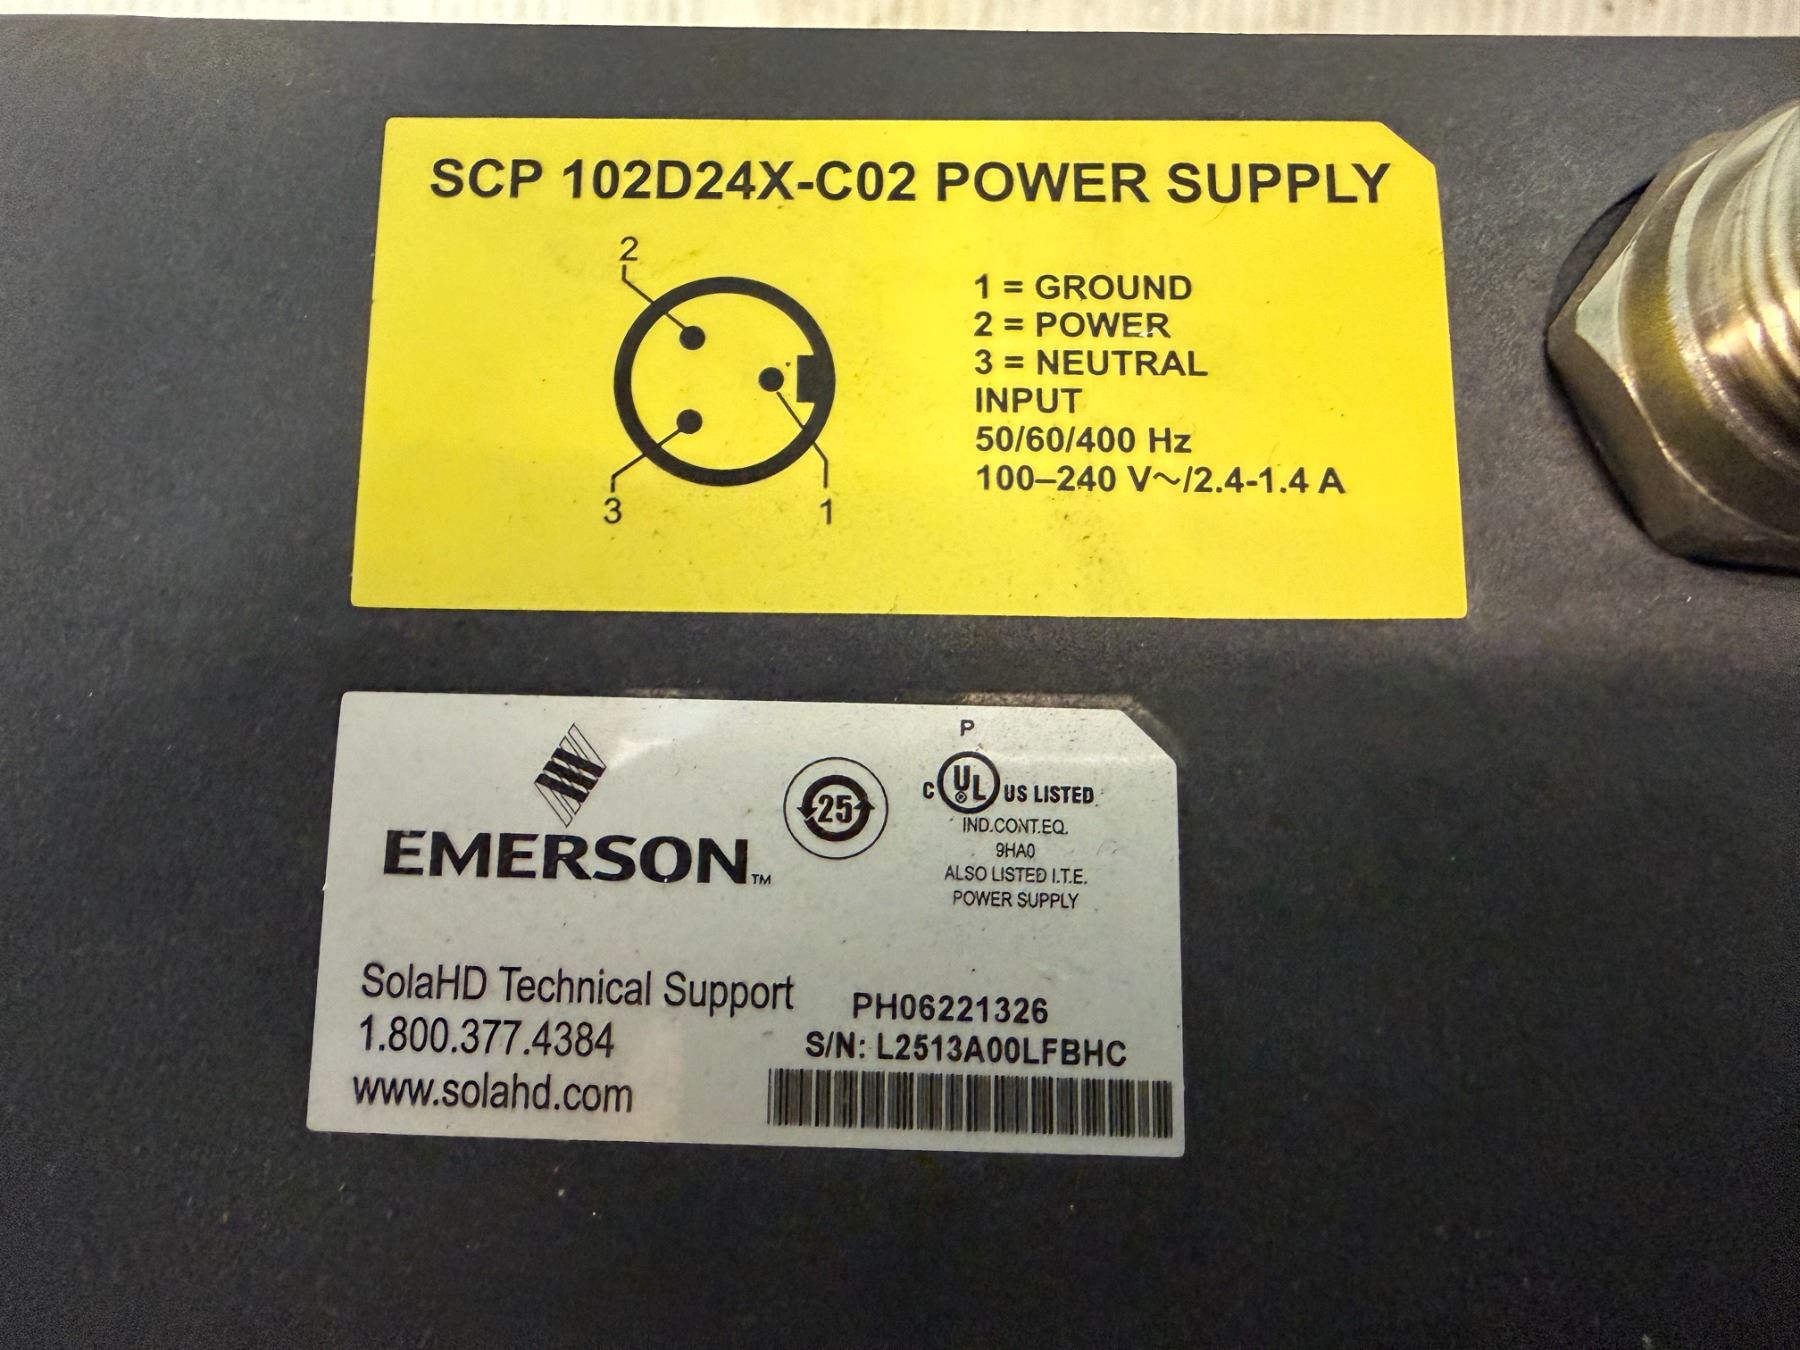 SCP 102D24X-C02 POWER SUPPLY
2
3
1
1 = GROUND
2 = POWER
3 = NEUTRAL
INPUT
50/60/400 Hz
100–240 V~/2.4-1.4 A
EMERSON™
25
P
C UL ® US LISTED
IND.CONT.EQ.
9HA0
ALSO LISTED I.T.E.
POWER SUPPLY
SolaHD Technical Support
1.800.377.4384
www.solahd.com
PH06221326
S/N: L2513A00LFBHC